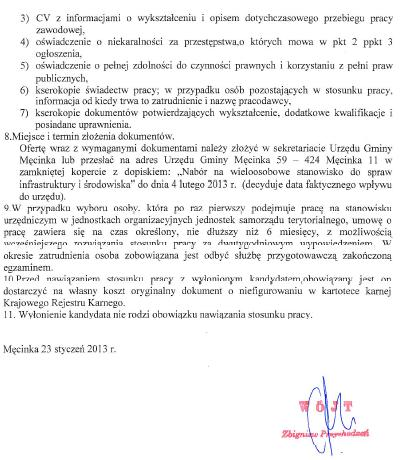 3) CV z informacjami o wykształceniu i opisem dotychczasowego przebiegu pracy
zawodowej,
4) oświadczenie o niekaralności za przestępstwa,o których mowa w pkt 2 ppkt 3
ogłoszenia,
5) oświadczenie o pełnej zdolności do czynności prawnych i korzystaniu z pełni praw
publicznych,
6) kserokopie świadectw pracy; w przypadku osób pozostających w stosunku pracy,
informacja od kiedy trwa to zatrudnienie i nazwę pracodawcy,
7) kserokopie dokumentów potwierdzających wykształcenie, dodatkowe kwalifikacje i
posiadane uprawnienia.
8.Miejsce i termin złożenia dokumentów.
Ofertę wraz z wymaganymi dokumentami należy złożyć w sekretariacie Urzędu Gminy
Męcinka lub przesłać na adres Urzędu Gminy Męcinka 59 – 424 Męcinka 11 w
zamkniętej kopercie z dopiskiem: „Nabór na wieloosobowe stanowisko do spraw
infrastruktury i środowiska" do dnia 4 lutego 2013 r. (decyduje data faktycznego wpływu
do urzędu).
9.W przypadku wyboru osoby, która po raz pierwszy podejmuje pracę na stanowisku
urzędniczym w jednostkach organizacyjnych jednostek samorządu terytorialnego, umowę o
pracę zawiera się na czas określony, nie dłuższy niż 6 miesięcy, z możliwością
wcześniejszego rozwiązania stosunku pracy za dwutygodniowym wypowiedzeniem. W
okresie zatrudnienia osoba zobowiązana jest odbyć służbę przygotowawczą zakończoną
egzaminem.
10.Przed nawiązaniem stosunku pracy z wyłonionym kandydatem,obowiązany jest on
dostarczyć na własny koszt oryginalny dokument o niefigurowaniu w kartotece karnej
Krajowego Rejestru Karnego.
11. Wyłonienie kandydata nie rodzi obowiązku nawiązania stosunku pracy.
Męcinka 23 styczeń 2013 r.
WÓJT
Zbigniew Przychodzeń